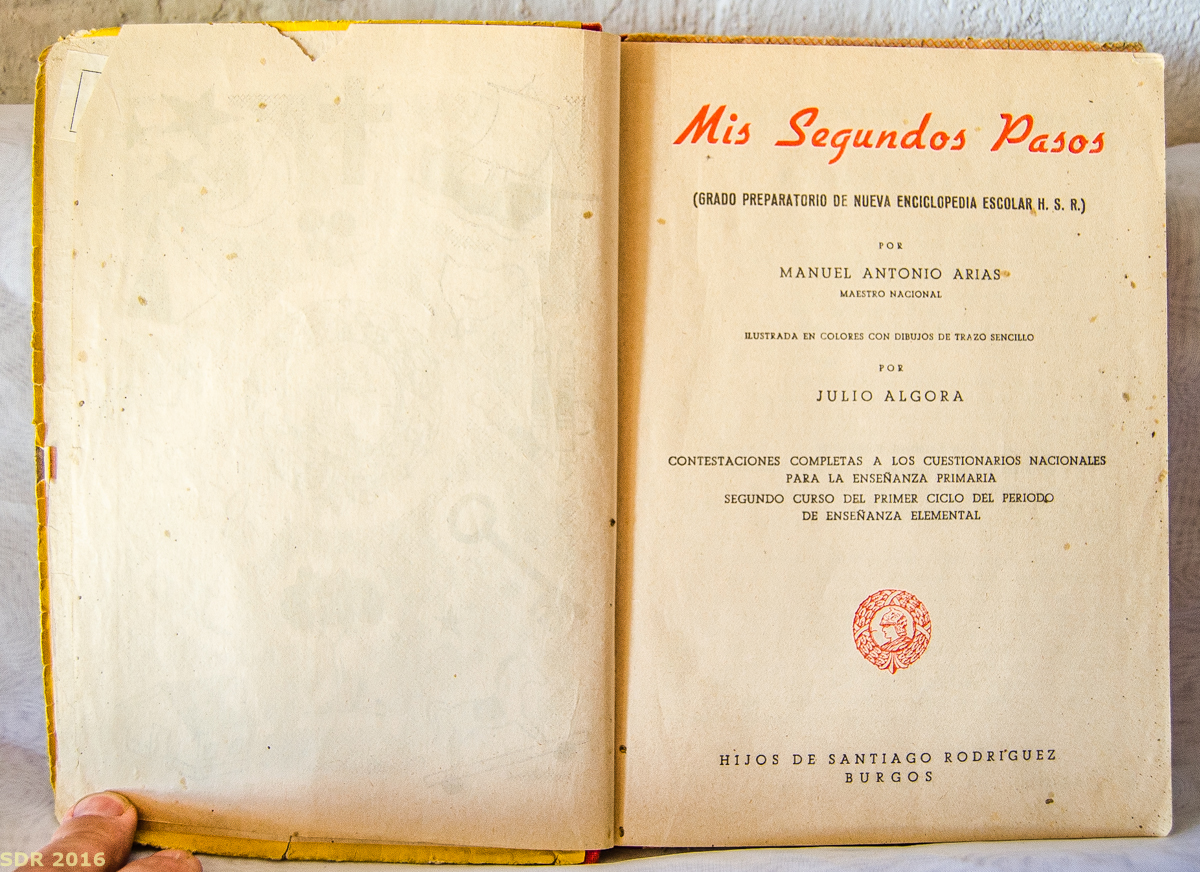 Mis Segundos Pasos
(GRADO PREPARATORIO DE NUEVA ENCICLOPEDIA ESCOLAR H. S. R.)
POR
MANUEL ANTONIO ARIAS
MAESTRO NACIONAL
ILUSTRADA EN COLORES CON DIBUJOS DE TRAZO SENCILLO
POR
JULIO ALGORA
CONTESTACIONES COMPLETAS A LOS CUESTIONARIOS NACIONALES
PARA LA ENSEÑANZA PRIMARIA
SEGUNDO CURSO DEL PRIMER CICLO DEL PERIODO
DE ENSEÑANZA ELEMENTAL
HIJOS DE SANTIAGO RODRÍGUEZ
BURGOS
SDR 2016